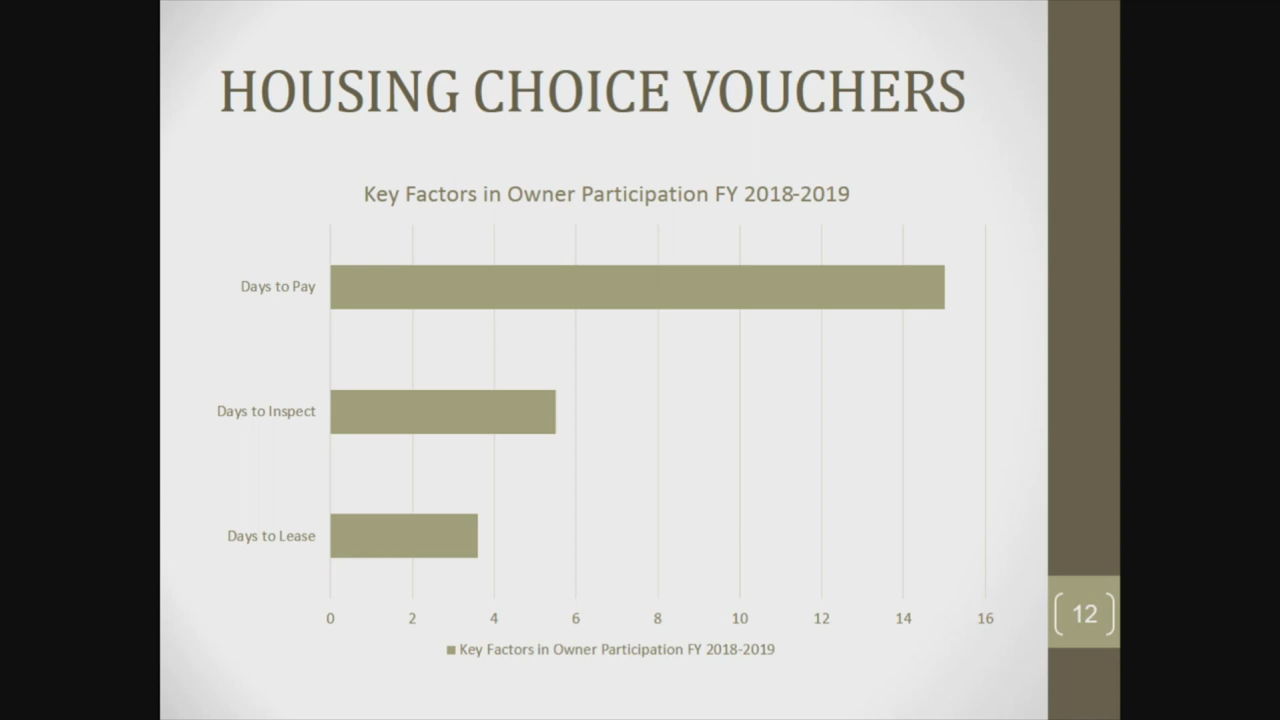 HOUSING CHOICE VOUCHERS
Key Factors in Owner Participation FY 2018-2019
Days to Pay
Days to Inspect
Days to Lease
0 2 4 6 8 10 12 14 16
Key Factors in Owner Participation FY 2018-2019
12